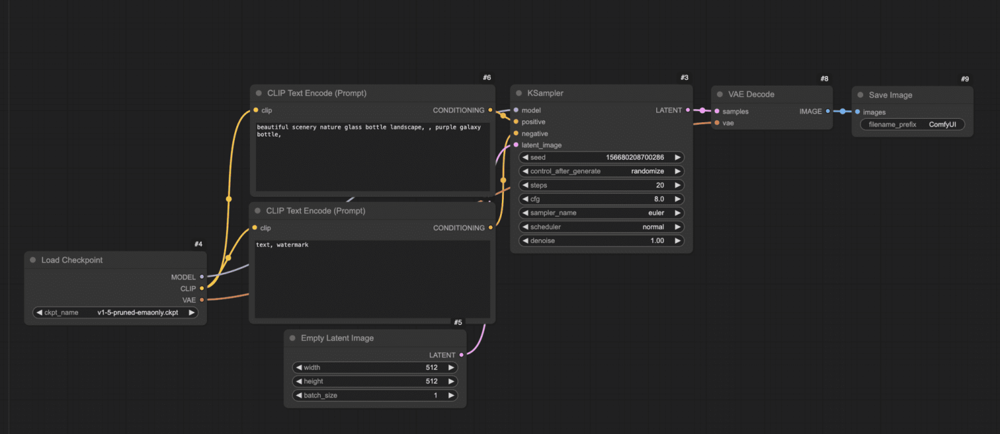 #4
Load Checkpoint
MODEL
CLIP
VAE
ckpt_name v1-5-pruned-emaonly.ckpt
#6
CLIP Text Encode (Prompt)
clip CONDITIONING
beautiful scenery nature glass bottle landscape, , purple galaxy
bottle,
CLIP Text Encode (Prompt)
clip CONDITIONING
text, watermark
#5
Empty Latent Image
LATENT
width 512
height 512
batch_size 1
#3
KSampler
model LATENT
positive
negative
latent_image
seed 156680208700286
control_after_generate randomize
steps 20
cfg 8.0
sampler_name euler
scheduler normal
denoise 1.00
#8
VAE Decode
samples IMAGE
vae
#9
Save Image
images
filename_prefix ComfyUI